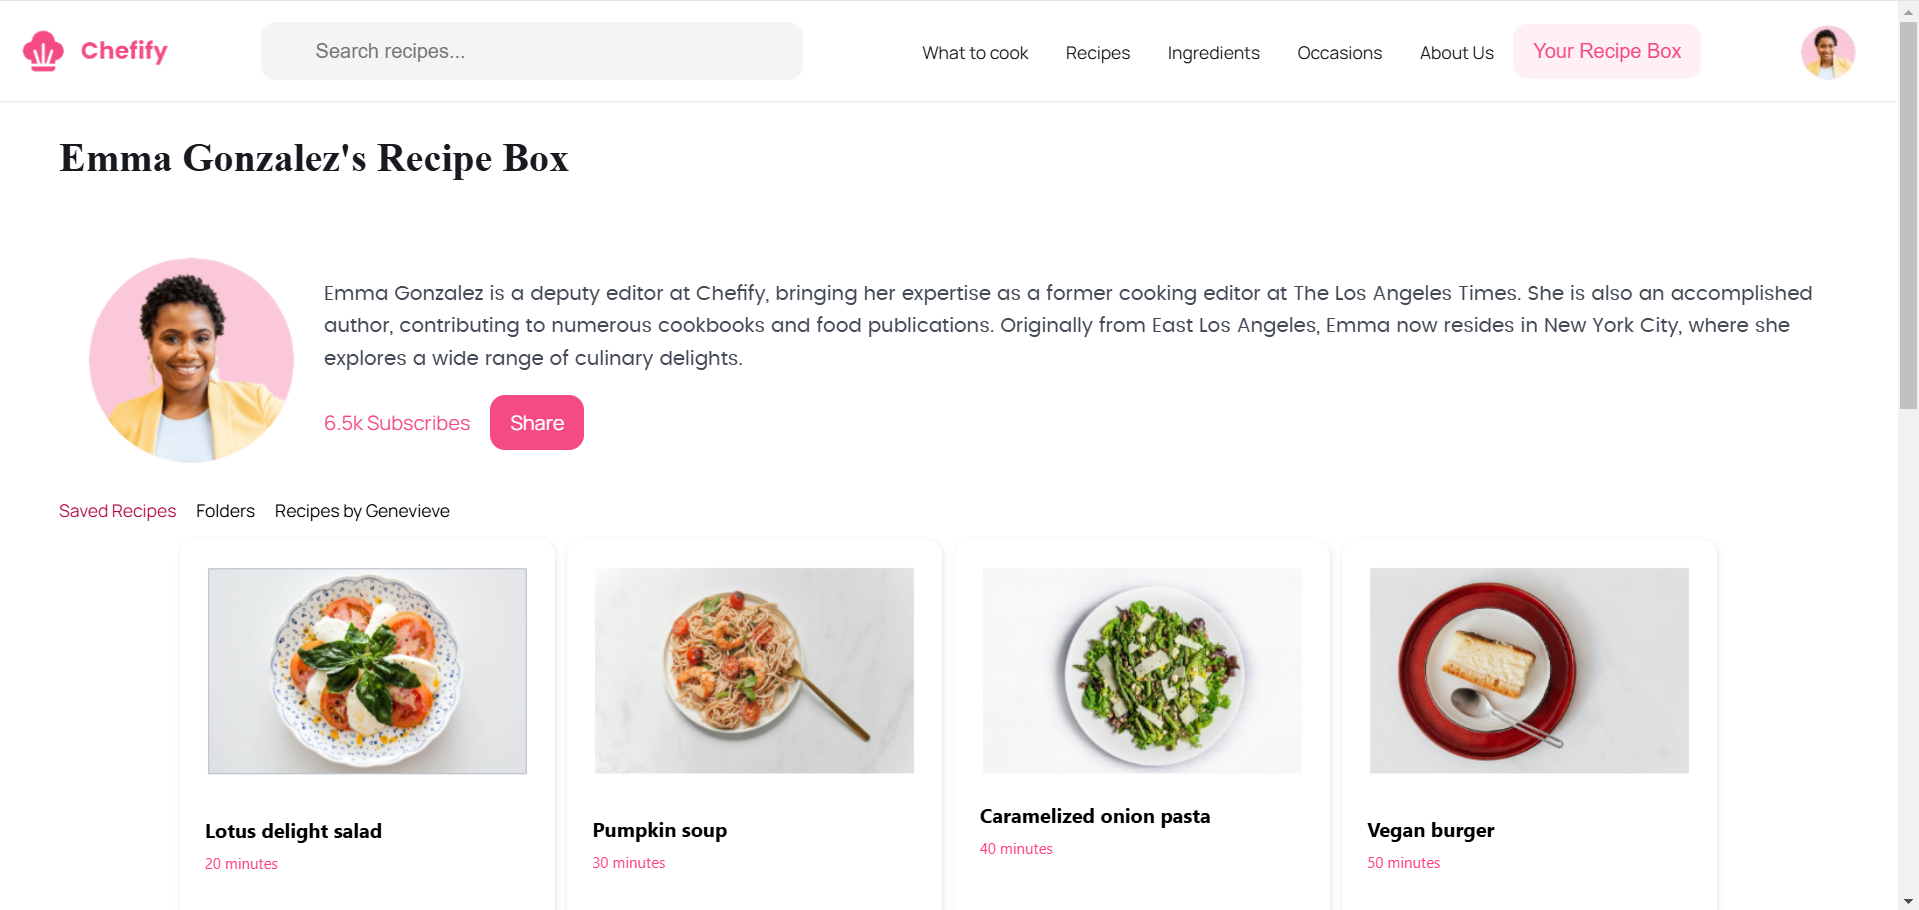 Chefify
Search recipes...
What to cook
Recipes
Ingredients
Occasions
About Us
Your Recipe Box
Emma Gonzalez's Recipe Box
Emma Gonzalez is a deputy editor at Chefify, bringing her expertise as a former cooking editor at The Los Angeles Times. She is also an accomplished
author, contributing to numerous cookbooks and food publications. Originally from East Los Angeles, Emma now resides in New York City, where she
explores a wide range of culinary delights.
6.5k Subscribes
Share
Saved Recipes
Folders
Recipes by Genevieve
Lotus delight salad
20 minutes
Pumpkin soup
30 minutes
Caramelized onion pasta
40 minutes
Vegan burger
50 minutes